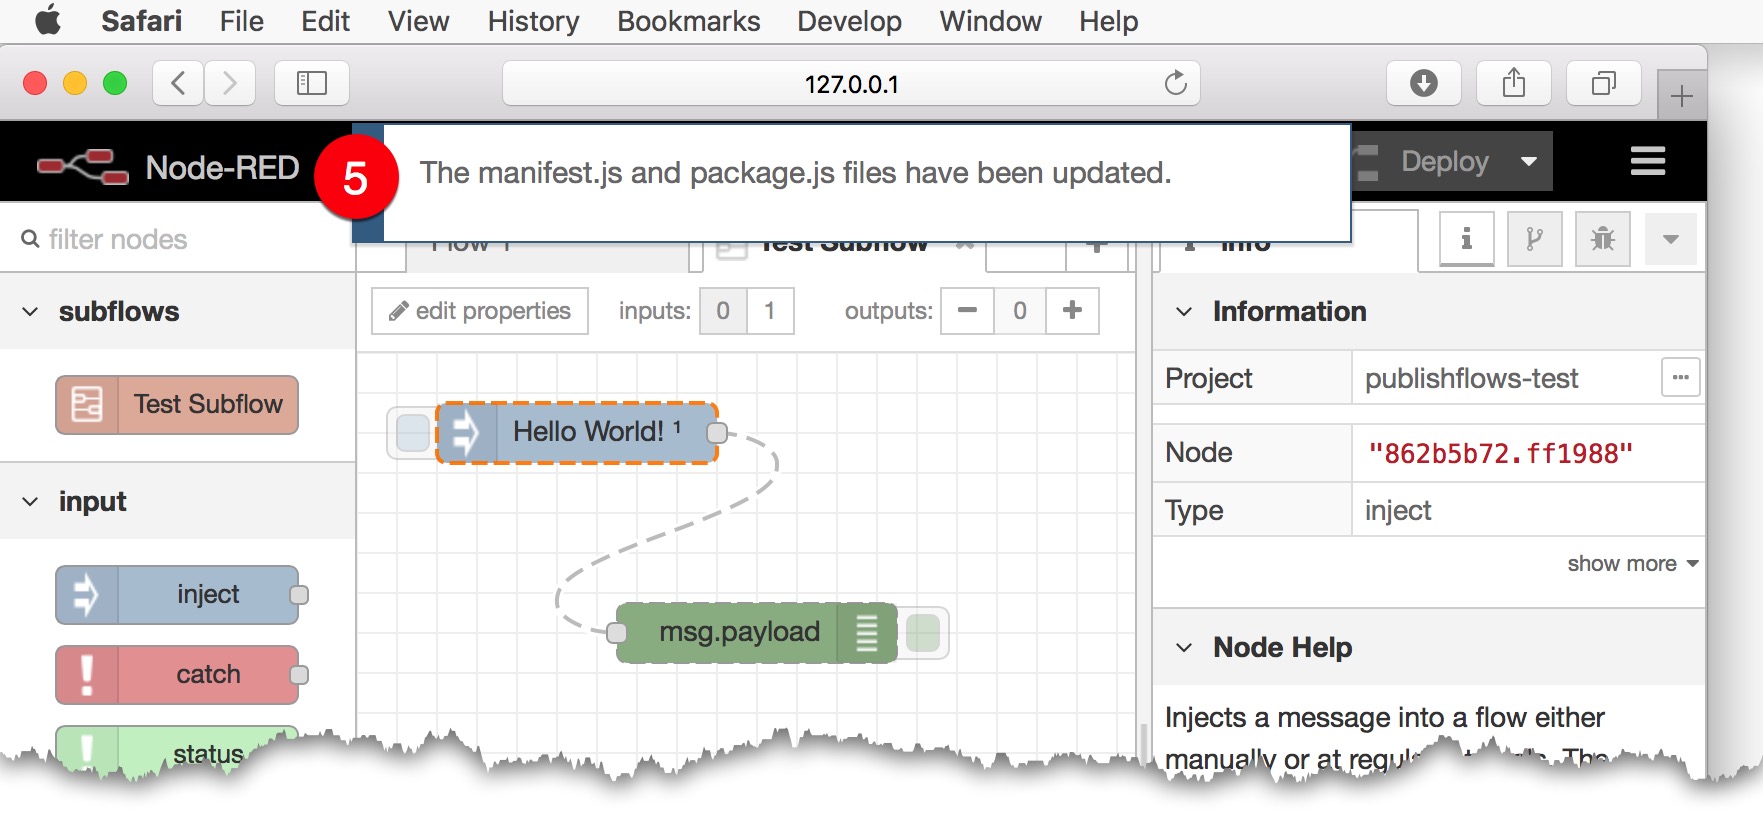 Safari File Edit View History Bookmarks Develop Window Help
127.0.0.1
Node-RED
5
The manifest.js and package.js files have been updated.
Deploy
filter nodes
Flow 1
Test Subflow
Info
subflows
edit properties
inputs: 0 1
outputs: 0
Information
Test Subflow
Project publishflows-test
Hello World! ¹
Node "862b5b72.ff1988"
input
Type inject
show more
inject
msg.payload
Node Help
catch
Injects a message into a flow either
status
manually or at The